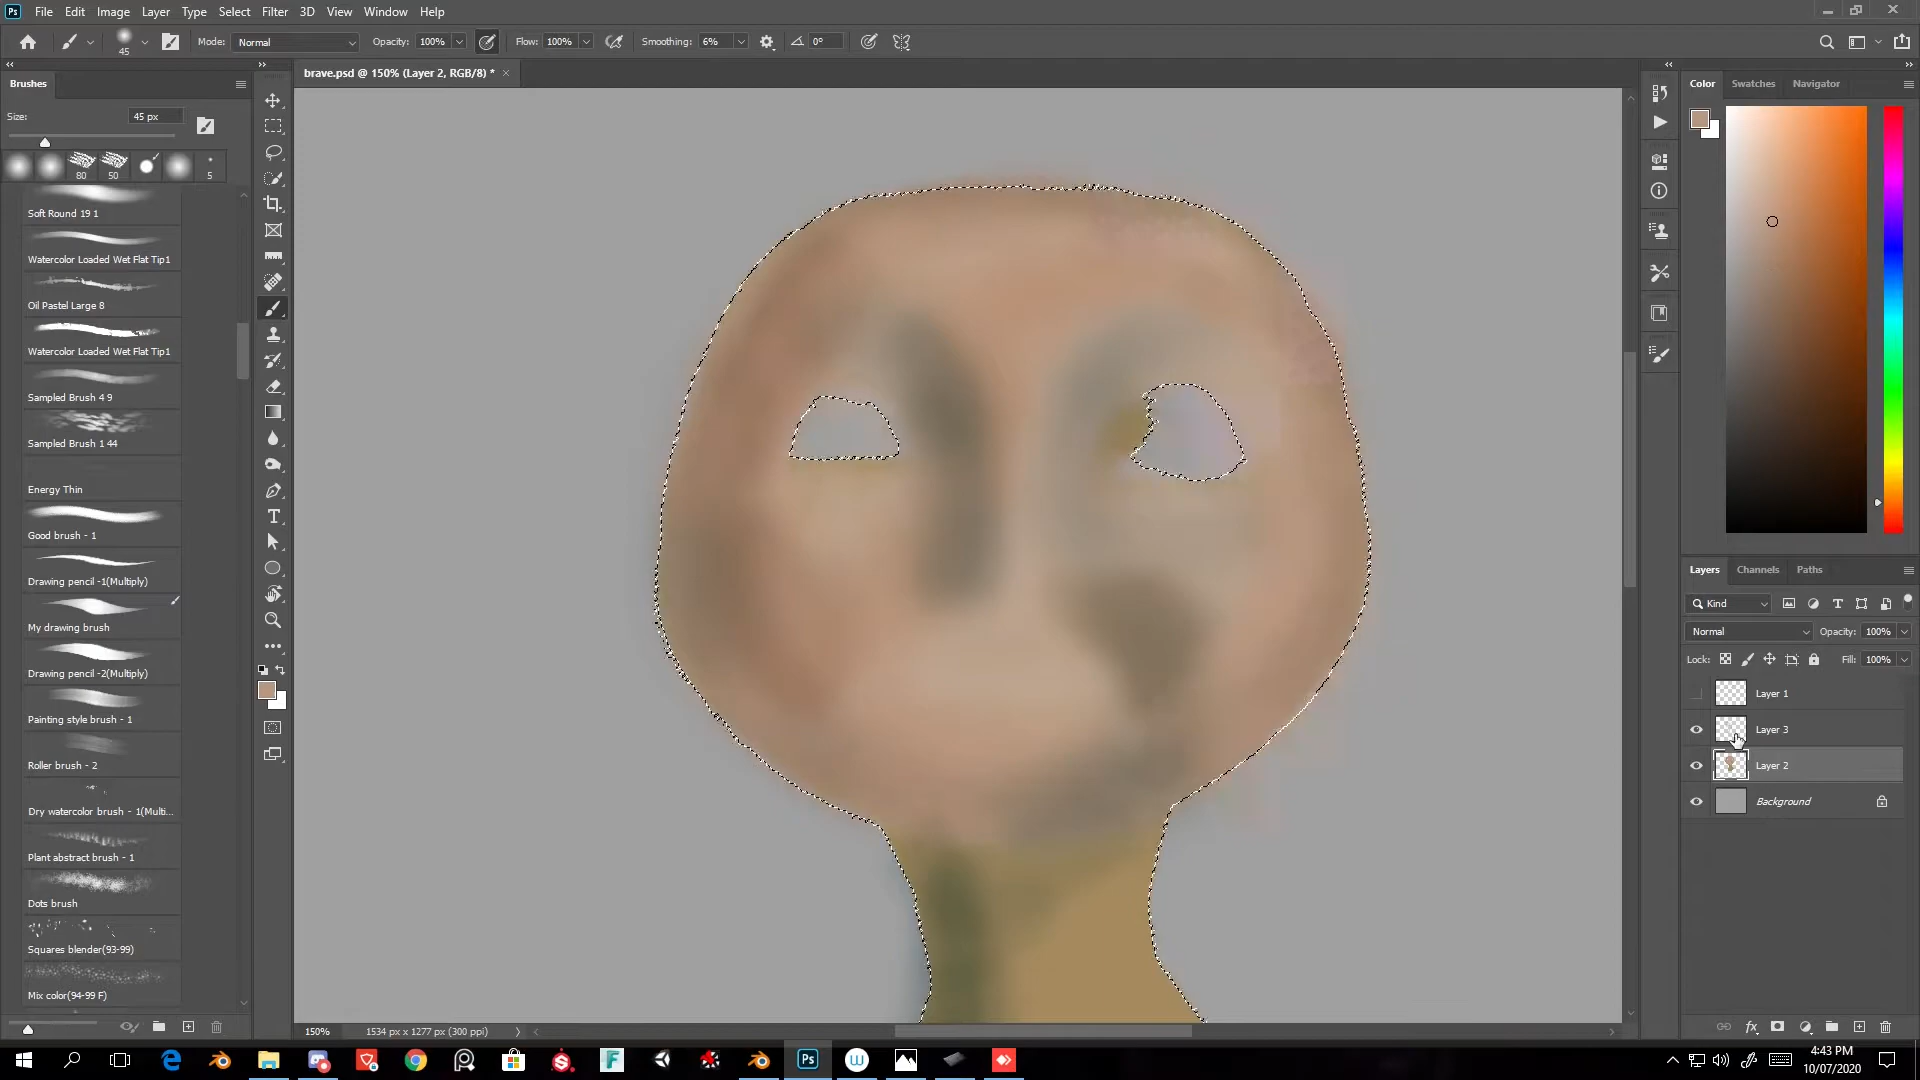 Ps File Edit Image Layer Type Select Filter 3D View Window Help
45 Mode: Normal Opacity: 100% Flow: 100% Smoothing: 6% 0°
brave.psd @ 150% (Layer 2, RGB/8) * ×
Brushes
Size: 45 px
80 50 5
Soft Round 19 1
Watercolor Loaded Wet Flat Tip1
Oil Pastel Large 8
Watercolor Loaded Wet Flat Tip1
Sampled Brush 4 9
Sampled Brush 1 44
Energy Thin
Good brush - 1
Drawing pencil -1(Multiply)
My drawing brush
Drawing pencil -2(Multiply)
Painting style brush - 1
Roller brush - 2
Dry watercolor brush - 1(Multi...
Plant abstract brush - 1
Dots brush
Squares blender(93-99)
Mix color(94-99 F)
Color Swatches Navigator
Layers Channels Paths
Kind
Normal Opacity: 100%
Lock: Fill: 100%
Layer 1
Layer 3
Layer 2
Background
150% 1534 px x 1277 px (300 ppi)
Ps
4:43 PM
10/07/2020